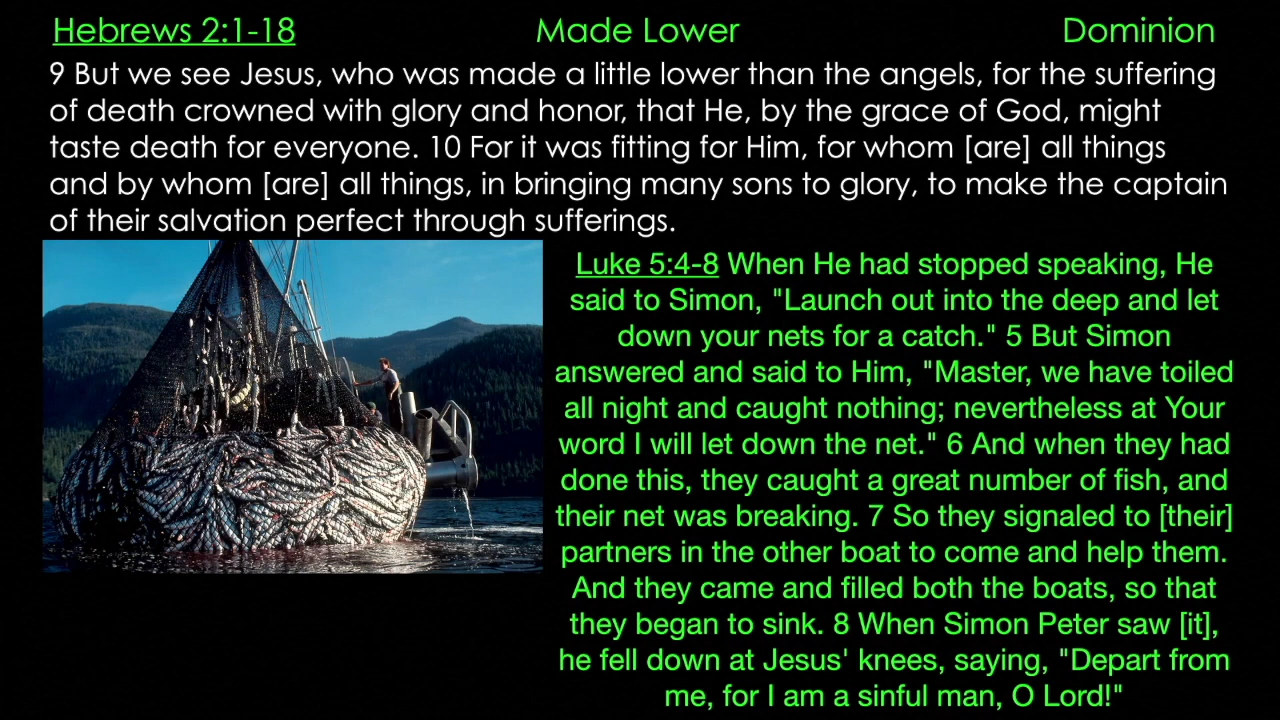 Hebrews 2:1-18 Made Lower Dominion
9 But we see Jesus, who was made a little lower than the angels, for the suffering
of death crowned with glory and honor, that He, by the grace of God, might
taste death for everyone. 10 For it was fitting for Him, for whom [are] all things
and by whom [are] all things, in bringing many sons to glory, to make the captain
of their salvation perfect through sufferings.
Luke 5:4-8 When He had stopped speaking, He
said to Simon, "Launch out into the deep and let
down your nets for a catch." 5 But Simon
answered and said to Him, "Master, we have toiled
all night and caught nothing; nevertheless at Your
word I will let down the net." 6 And when they had
done this, they caught a great number of fish, and
their net was breaking. 7 So they signaled to [their]
partners in the other boat to come and help them.
And they came and filled both the boats, so that
they began to sink. 8 When Simon Peter saw [it],
he fell down at Jesus' knees, saying, "Depart from
me, for I am a sinful man, O Lord!"